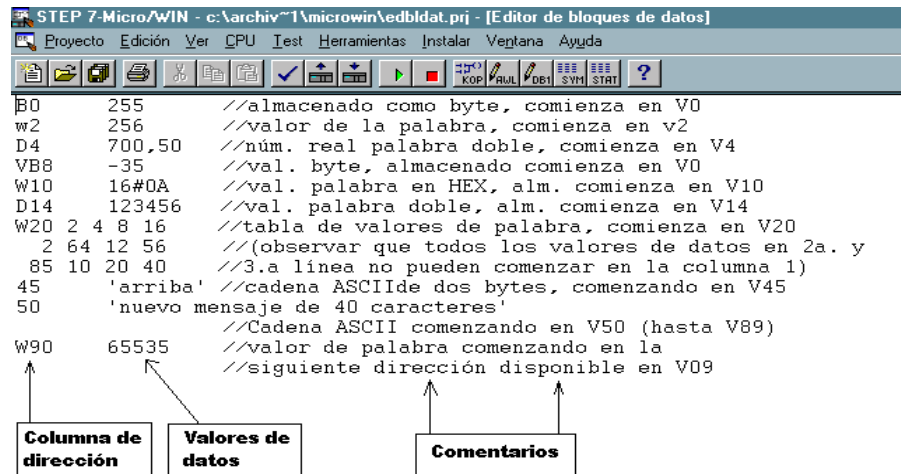 STEP 7-Micro/WIN - c:\archiv~1\microwin\edbldat.prj - [Editor de bloques de datos]
Proyecto Edición Ver CPU Test Herramientas Instalar Ventana Ayuda
KOP AWL DB1 SYM STAT ?
B0 255 //almacenado como byte, comienza en V0
w2 256 //valor de la palabra, comienza en v2
D4 700,50 //núm. real palabra doble, comienza en V4
VB8 -35 //val. byte, almacenado comienza en V0
W10 16#0A //val. palabra en HEX, alm. comienza en V10
D14 123456 //val. palabra doble, alm. comienza en V14
W20 2 4 8 16 //tabla de valores de palabra, comienza en V20
2 64 12 56 //(observar que todos los valores de datos en 2a. y
85 10 20 40 //3.a línea no pueden comenzar en la columna 1)
45 'arriba' //cadena ASCIIde dos bytes, comenzando en V45
50 'nuevo mensaje de 40 caracteres'
//Cadena ASCII comenzando en V50 (hasta V89)
W90 65535 //valor de palabra comenzando en la
//siguiente dirección disponible en V09
Columna de dirección
Valores de datos
Comentarios